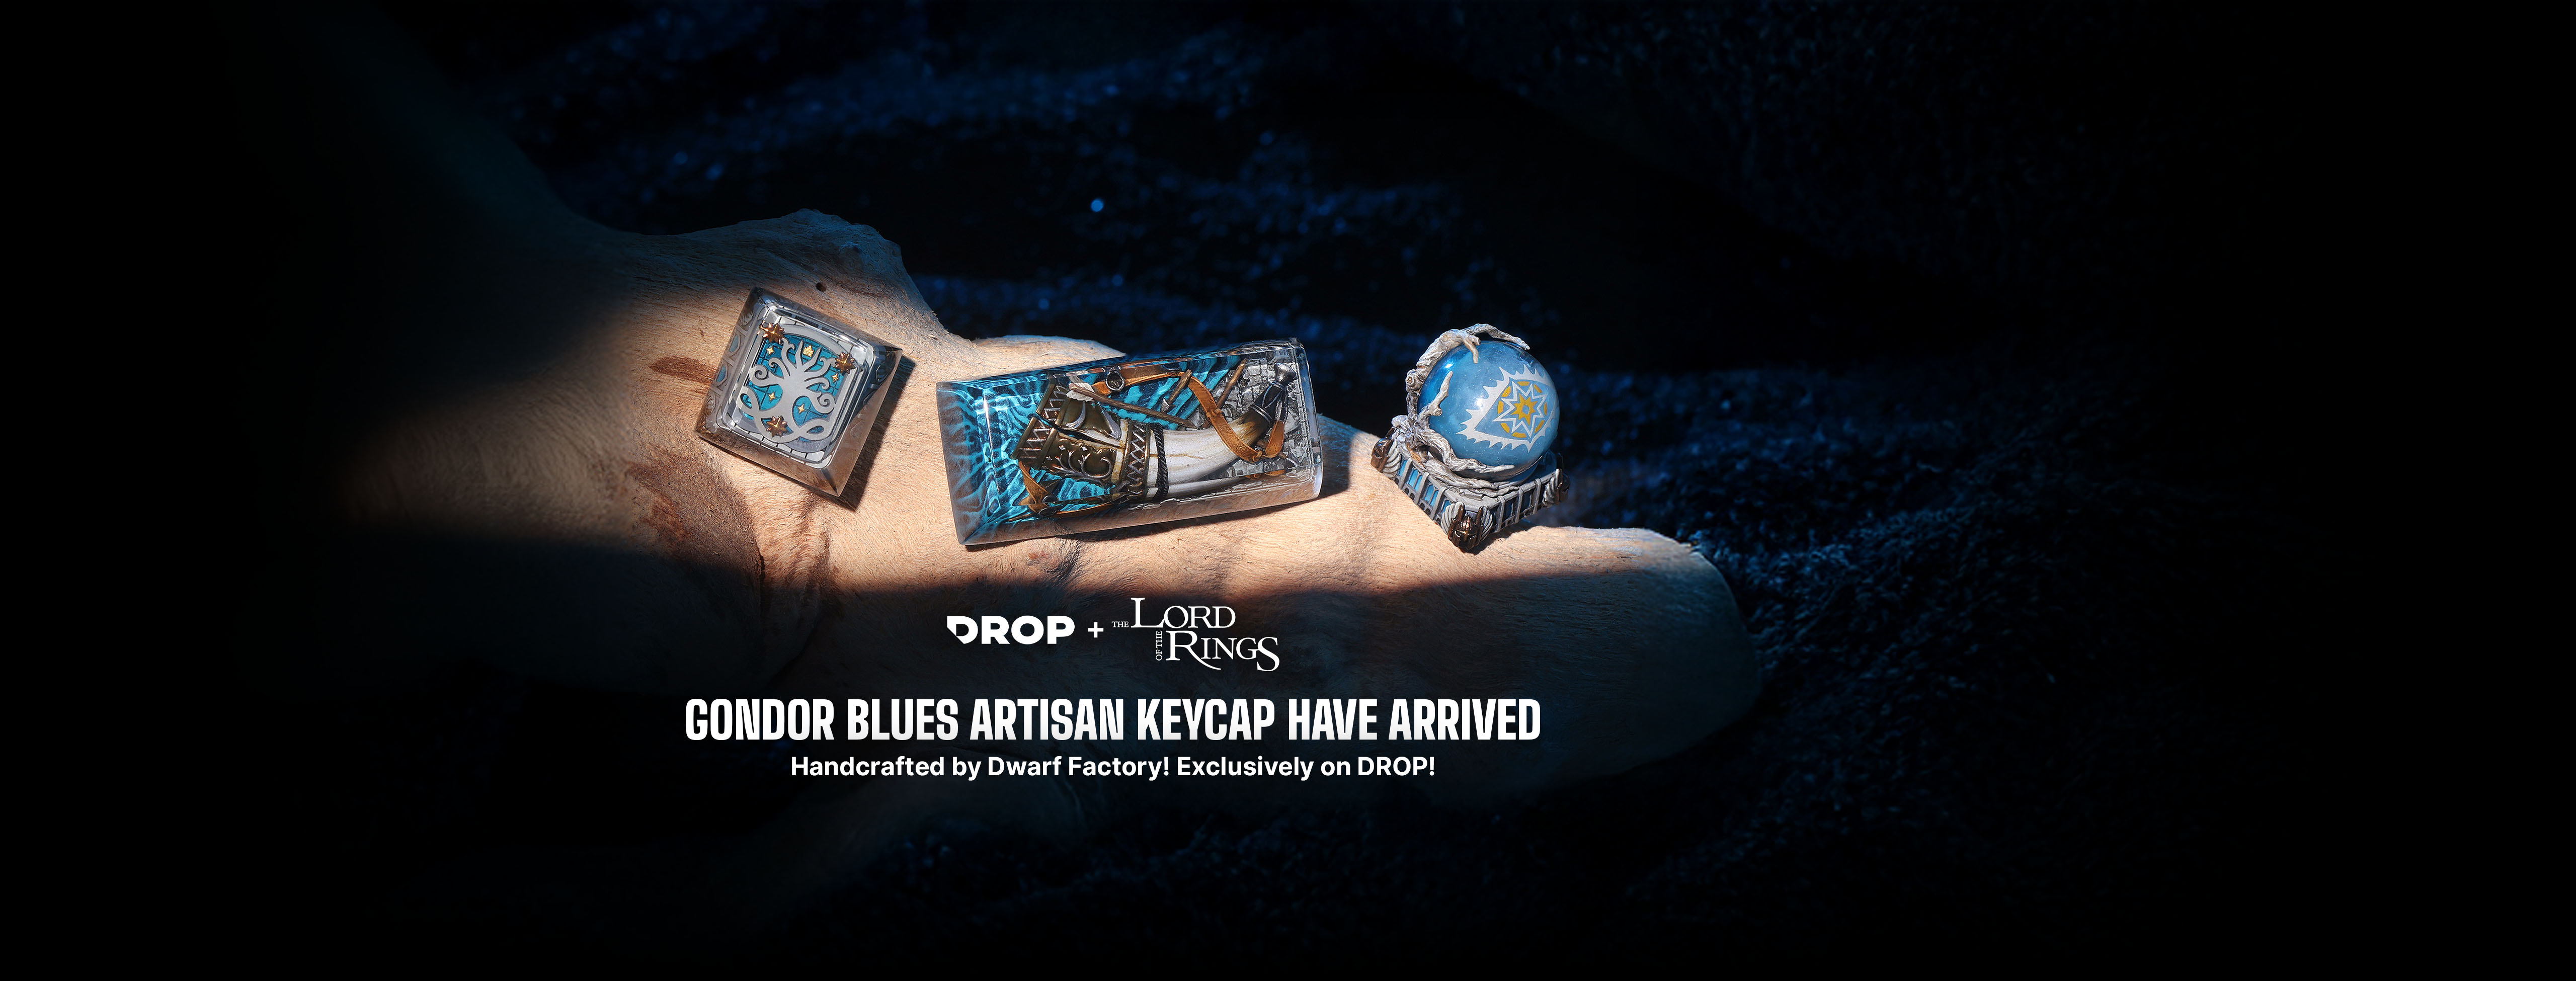 DROP + THE LORD OF THE RINGS
GONDOR BLUES ARTISAN KEYCAP HAVE ARRIVED
Handcrafted by Dwarf Factory! Exclusively on DROP!